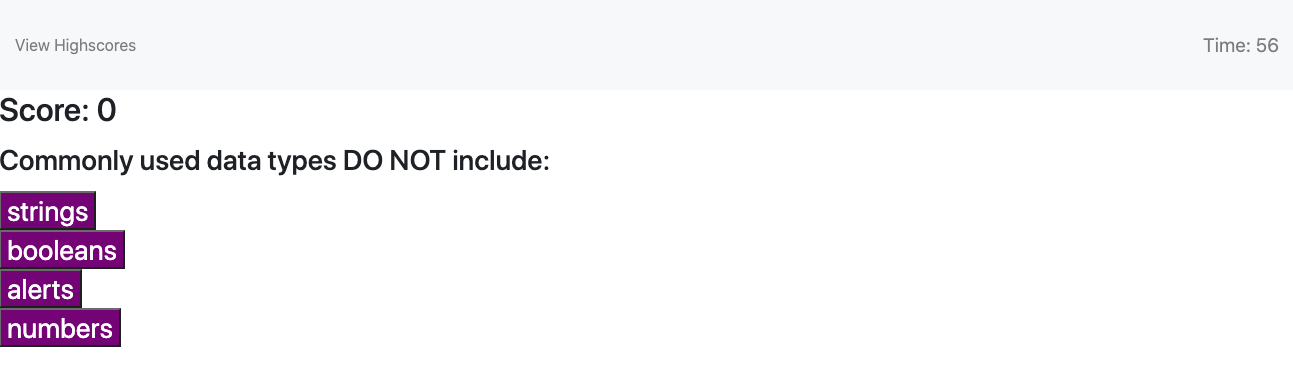 View Highscores
Time: 56
Score: 0
Commonly used data types DO NOT include:
strings
booleans
alerts
numbers